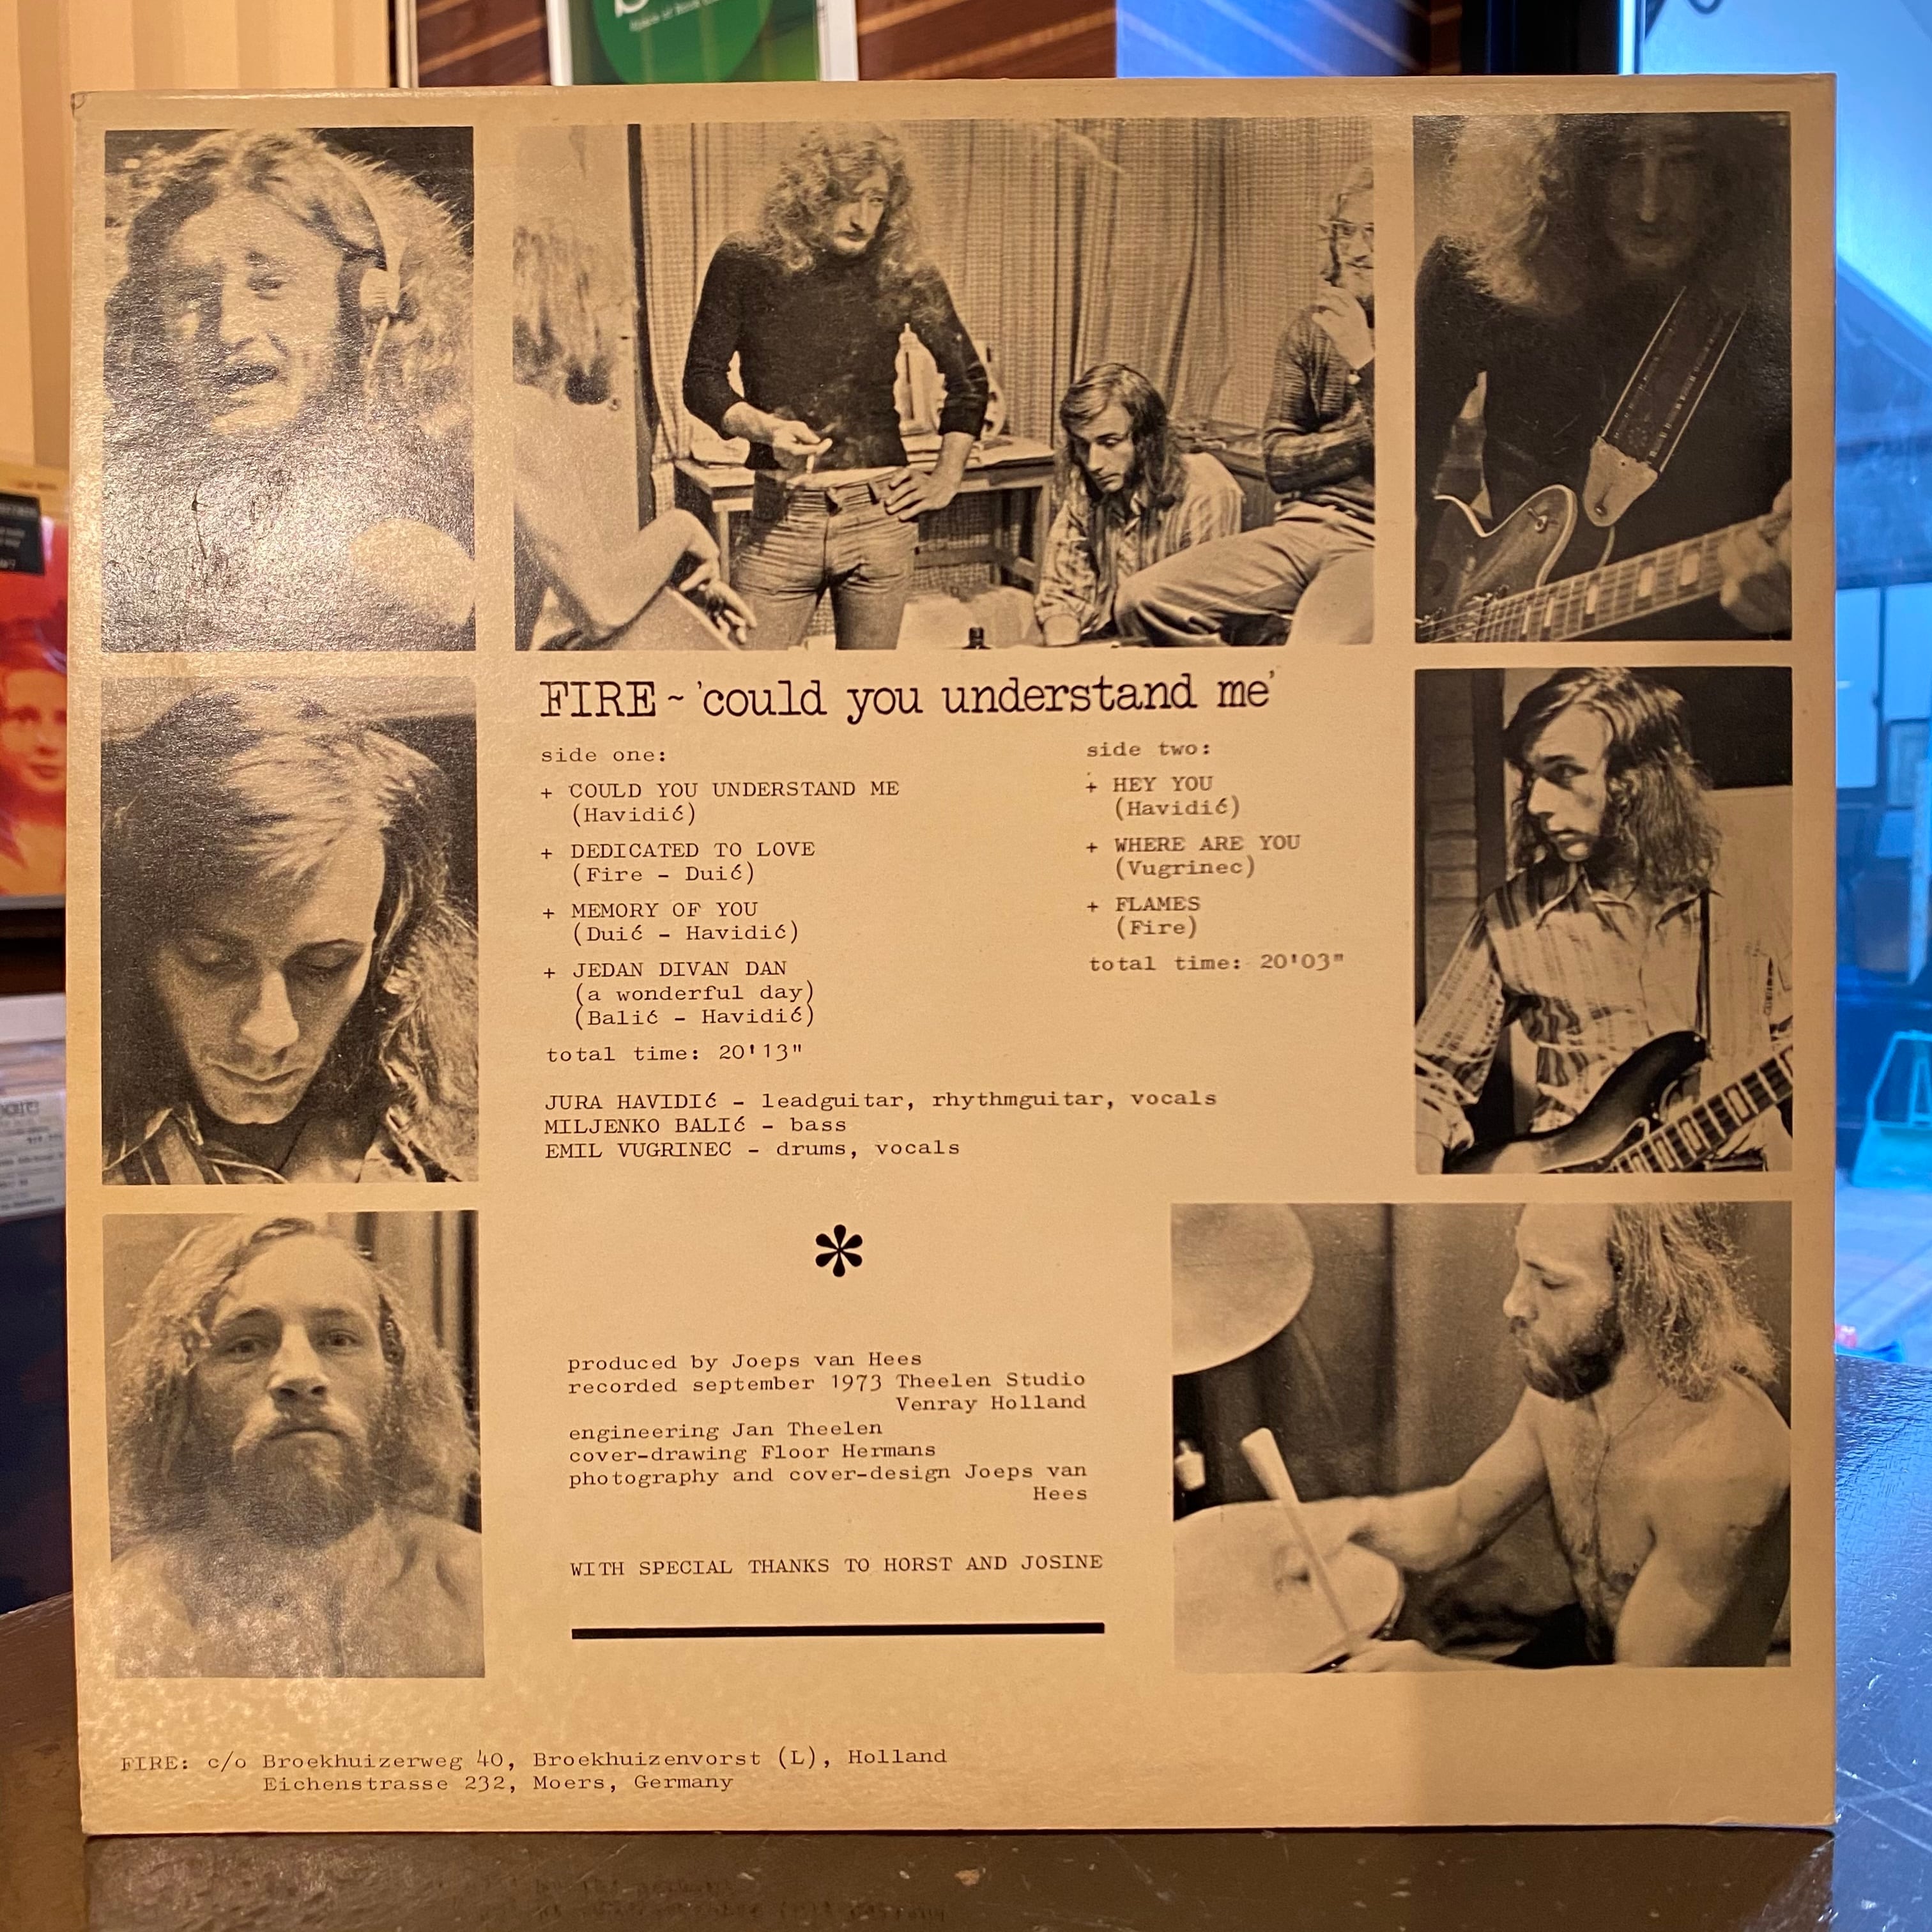 FIRE ~ 'could you understand me'
side one:
+ COULD YOU UNDERSTAND ME
(Havidić)
+ DEDICATED TO LOVE
(Fire - Duić)
+ MEMORY OF YOU
(Duić - Havidić)
+ JEDAN DIVAN DAN
(a wonderful day)
(Balić - Havidić)
total time: 20'13"
side two:
+ HEY YOU
(Havidić)
+ WHERE ARE YOU
(Vugrinec)
+ FLAMES
(Fire)
total time: 20'03"
JURA HAVIDIć - leadguitar, rhythmguitar, vocals
MILJENKO BALIć - bass
EMIL VUGRINEC - drums, vocals
*
produced by Joeps van Hees
recorded september 1973 Theelen Studio
Venray Holland
engineering Jan Theelen
cover-drawing Floor Hermans
photography and cover-design Joeps van
Hees
WITH SPECIAL THANKS TO HORST AND JOSINE
FIRE: c/o Broekhuizerweg 40, Broekhuizenvorst (L), Holland
Eichenstrasse 232, Moers, Germany